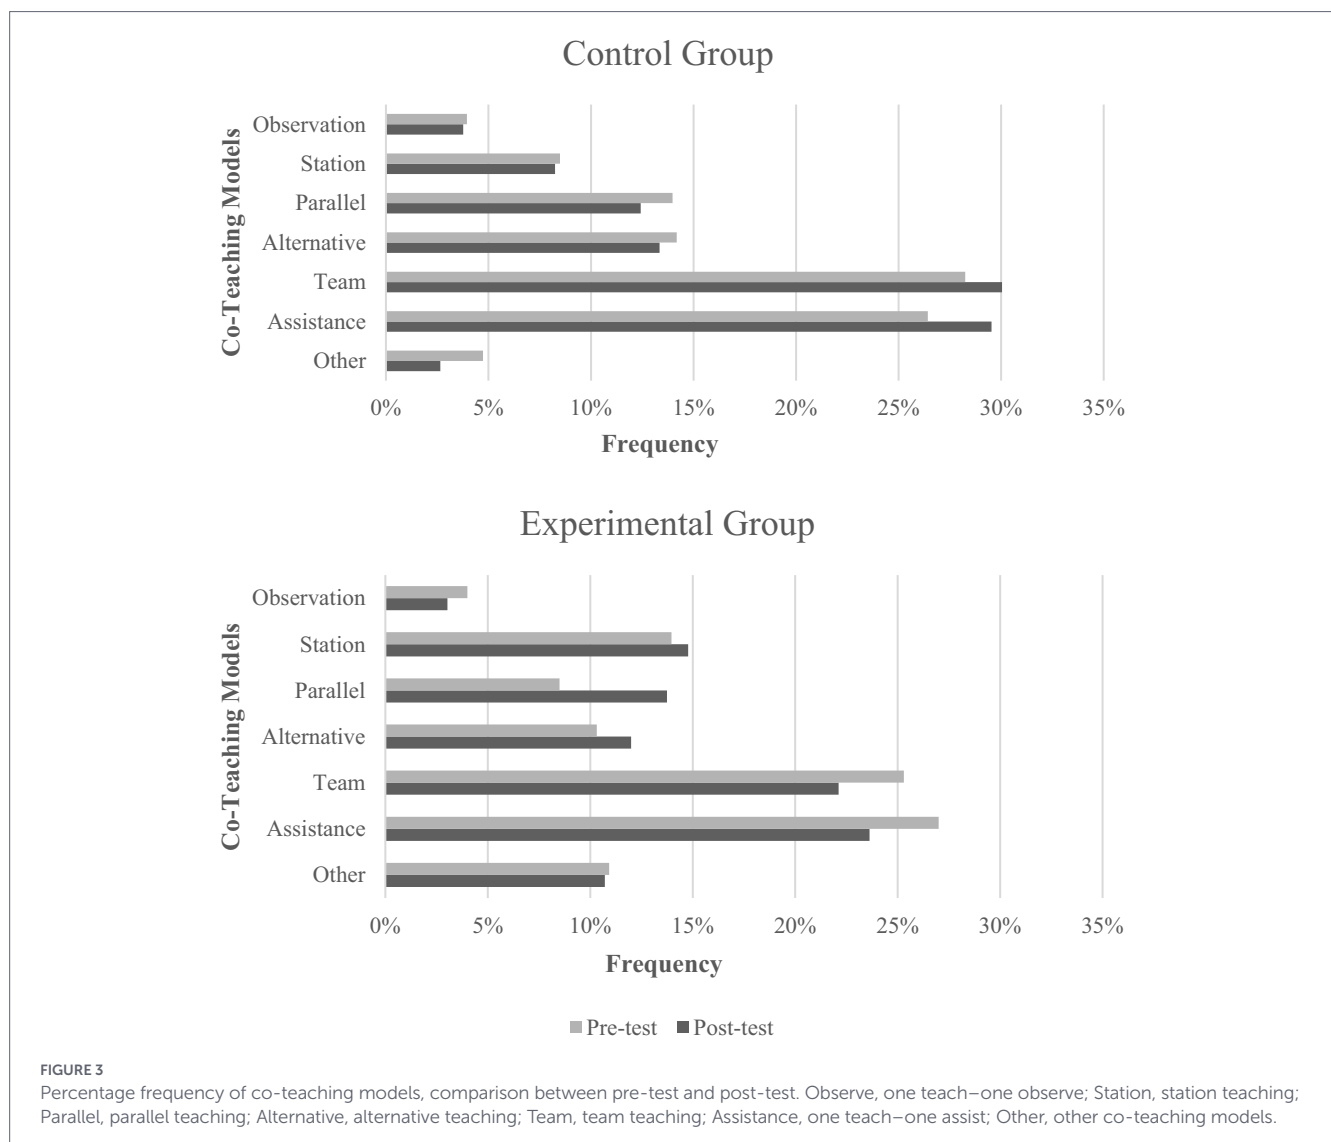 Control Group
Co-Teaching Models
Observation
Station
Parallel
Alternative
Team
Assistance
Other
0% 5% 10% 15% 20% 25% 30% 35%
Frequency
Experimental Group
Co-Teaching Models
Observation
Station
Parallel
Alternative
Team
Assistance
Other
0% 5% 10% 15% 20% 25% 30% 35%
Frequency
Pre-test Post-test
FIGURE 3
Percentage frequency of co-teaching models, comparison between pre-test and post-test. Observe, one teach–one observe; Station, station teaching;
Parallel, parallel teaching; Alternative, alternative teaching; Team, team teaching; Assistance, one teach–one assist; Other, other co-teaching models.